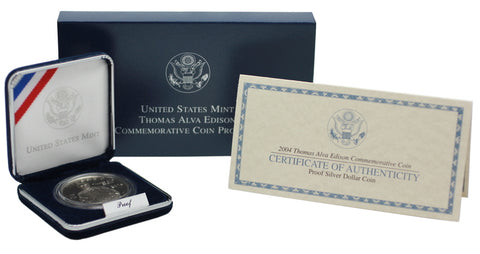 UNITED STATES MINT
THOMAS ALVA EDISON
COMMEMORATIVE COIN PRO
UNITED STATES MINT
Proof
2004 Thomas Alva Edison Commemorative Coin
CERTIFICATE OF AUTHENTICITY
Proof Silver Dollar Coin